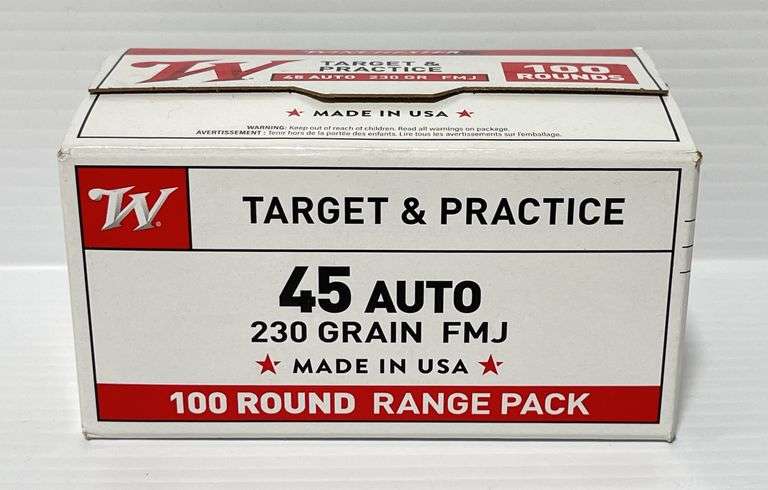 WINCHESTER
W TARGET &
PRACTICE
45 AUTO 230 GR FMJ
100
ROUNDS
★ MADE IN USA ★
WARNING: Keep out of reach of children. Read all warnings on package.
AVERTISSEMENT : Tenir hors de la portée des enfants. Lire tous les avertissements sur l'emballage.
W® TARGET & PRACTICE
45 AUTO
230 GRAIN FMJ
★ MADE IN USA ★
100 ROUND RANGE PACK